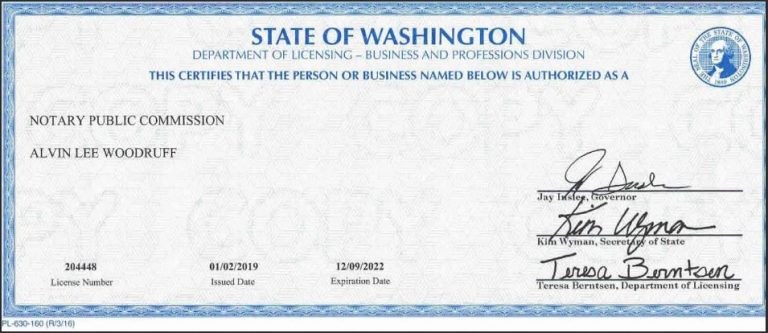 STATE OF WASHINGTON
DEPARTMENT OF LICENSING – BUSINESS AND PROFESSIONS DIVISION
THIS CERTIFIES THAT THE PERSON OR BUSINESS NAMED BELOW IS AUTHORIZED AS A
THE SEAL OF THE STATE OF WASHINGTON
1889
NOTARY PUBLIC COMMISSION
ALVIN LEE WOODRUFF
Jay Inslee, Governor
Kim Wyman
Kim Wyman, Secretary of State
Teresa Berntsen
Teresa Berntsen, Department of Licensing
204448 01/02/2019 12/09/2022
License Number Issued Date Expiration Date
PL-630-160 (R/3/16)